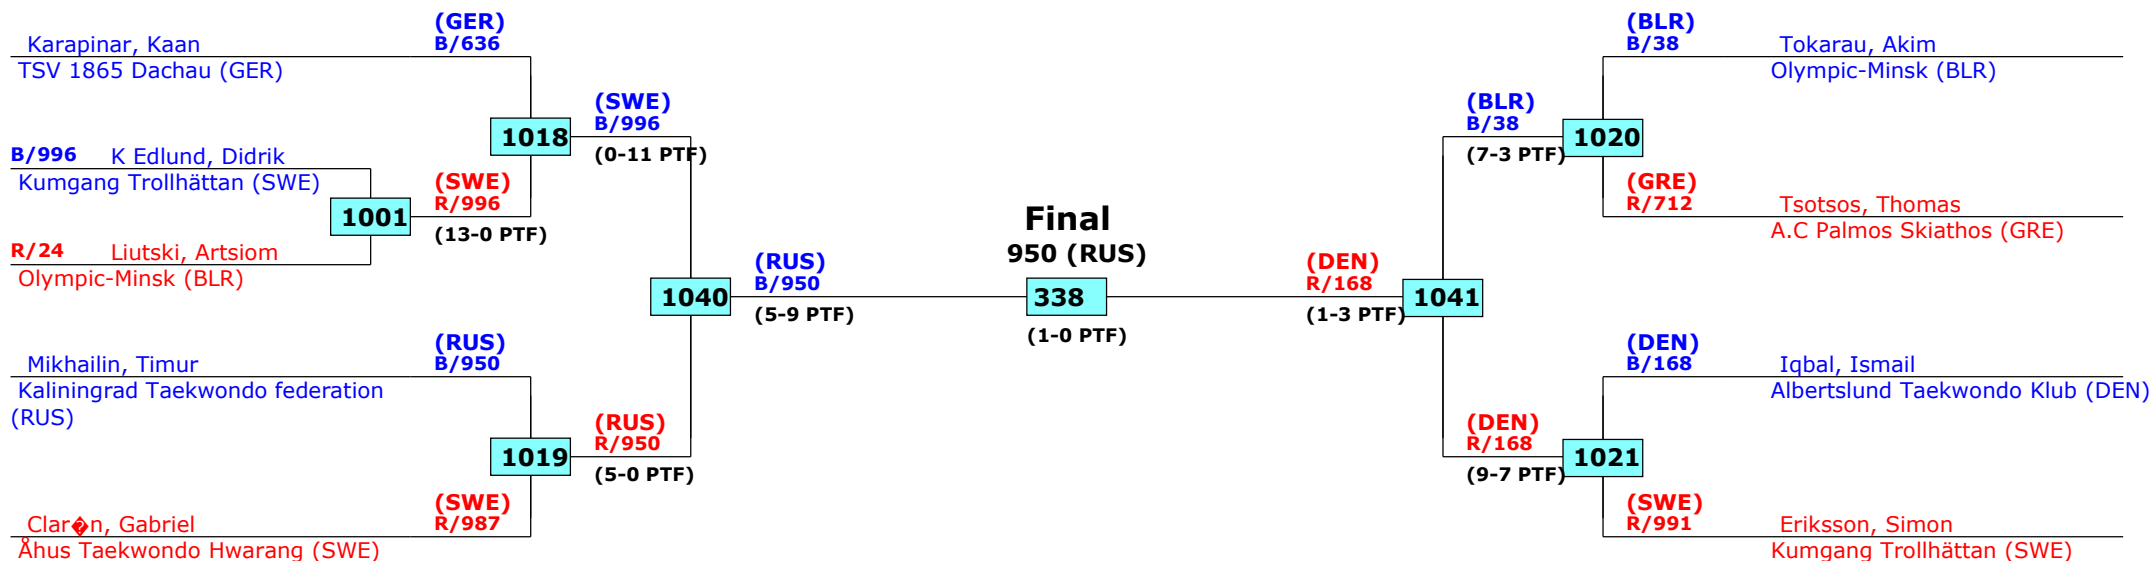 (GER)
B/636
Karapinar, Kaan
TSV 1865 Dachau (GER)
B/996 K Edlund, Didrik
Kumgang Trollhättan (SWE)
1001
R/24 Liutski, Artsiom
Olympic-Minsk (BLR)
(SWE)
R/996
(13-0 PTF)
1018
(SWE)
B/996
(0-11 PTF)
(RUS)
B/950
Mikhailin, Timur
Kaliningrad Taekwondo federation
(RUS)
1019
(SWE)
R/987
Clar�n, Gabriel
Åhus Taekwondo Hwarang (SWE)
(RUS)
R/950
(5-0 PTF)
1040
(RUS)
B/950
(5-9 PTF)
Final
950 (RUS)
338
(1-0 PTF)
(DEN)
R/168
(1-3 PTF)
1041
(BLR)
B/38
(7-3 PTF)
1020
(BLR)
B/38
Tokarau, Akim
Olympic-Minsk (BLR)
(GRE)
R/712
Tsotsos, Thomas
A.C Palmos Skiathos (GRE)
(DEN)
R/168
(9-7 PTF)
1021
(DEN)
B/168
Iqbal, Ismail
Albertslund Taekwondo Klub (DEN)
(SWE)
R/991
Eriksson, Simon
Kumgang Trollhättan (SWE)